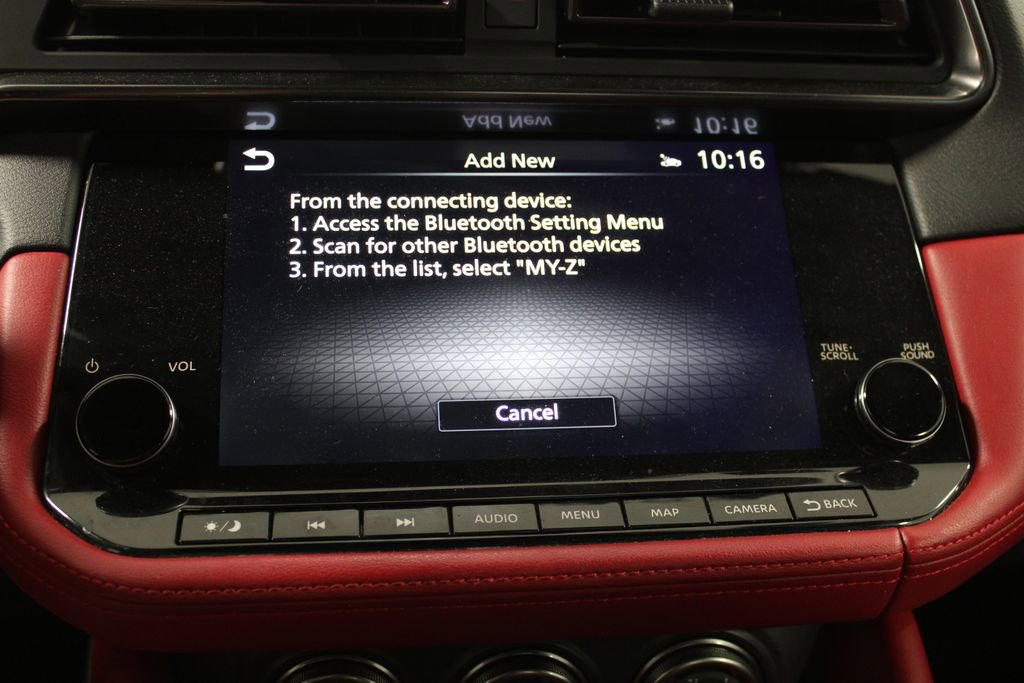 Add New
10:16
From the connecting device:
1. Access the Bluetooth Setting Menu
2. Scan for other Bluetooth devices
3. From the list, select "MY-Z"
Cancel
VOL
TUNE·
SCROLL
PUSH
SOUND
AUDIO
MENU
MAP
CAMERA
BACK